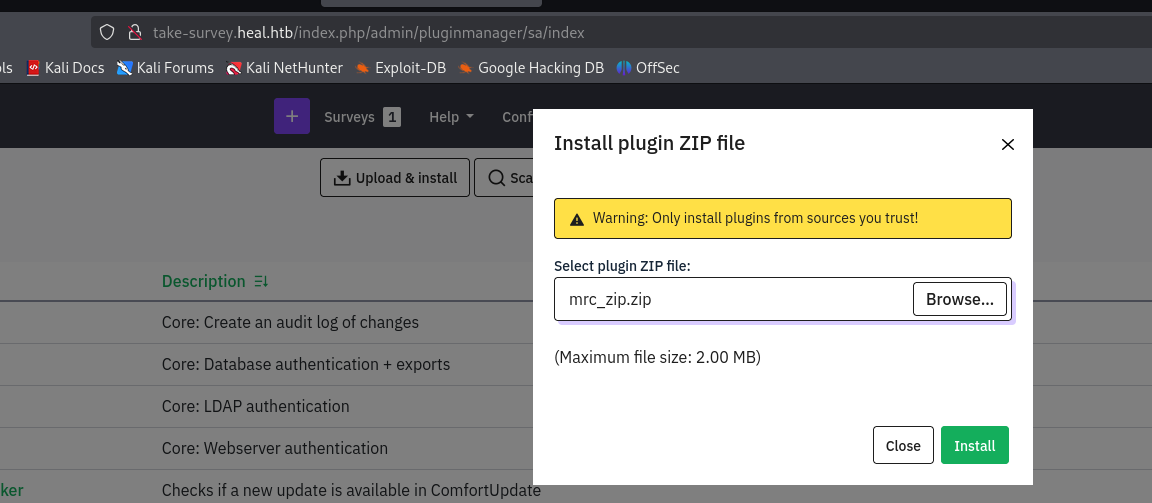 take-survey.heal.htb/index.php/admin/pluginmanager/sa/index
ls Kali Docs Kali Forums Kali NetHunter Exploit-DB Google Hacking DB OffSec
+ Surveys 1 Help Conf
Install plugin ZIP file
Upload & install Sca
Warning: Only install plugins from sources you trust!
Select plugin ZIP file:
Description
mrc_zip.zip Browse...
Core: Create an audit log of changes
(Maximum file size: 2.00 MB)
Core: Database authentication + exports
Core: LDAP authentication
Core: Webserver authentication
Close Install
ker Checks if a new update is available in ComfortUpdate